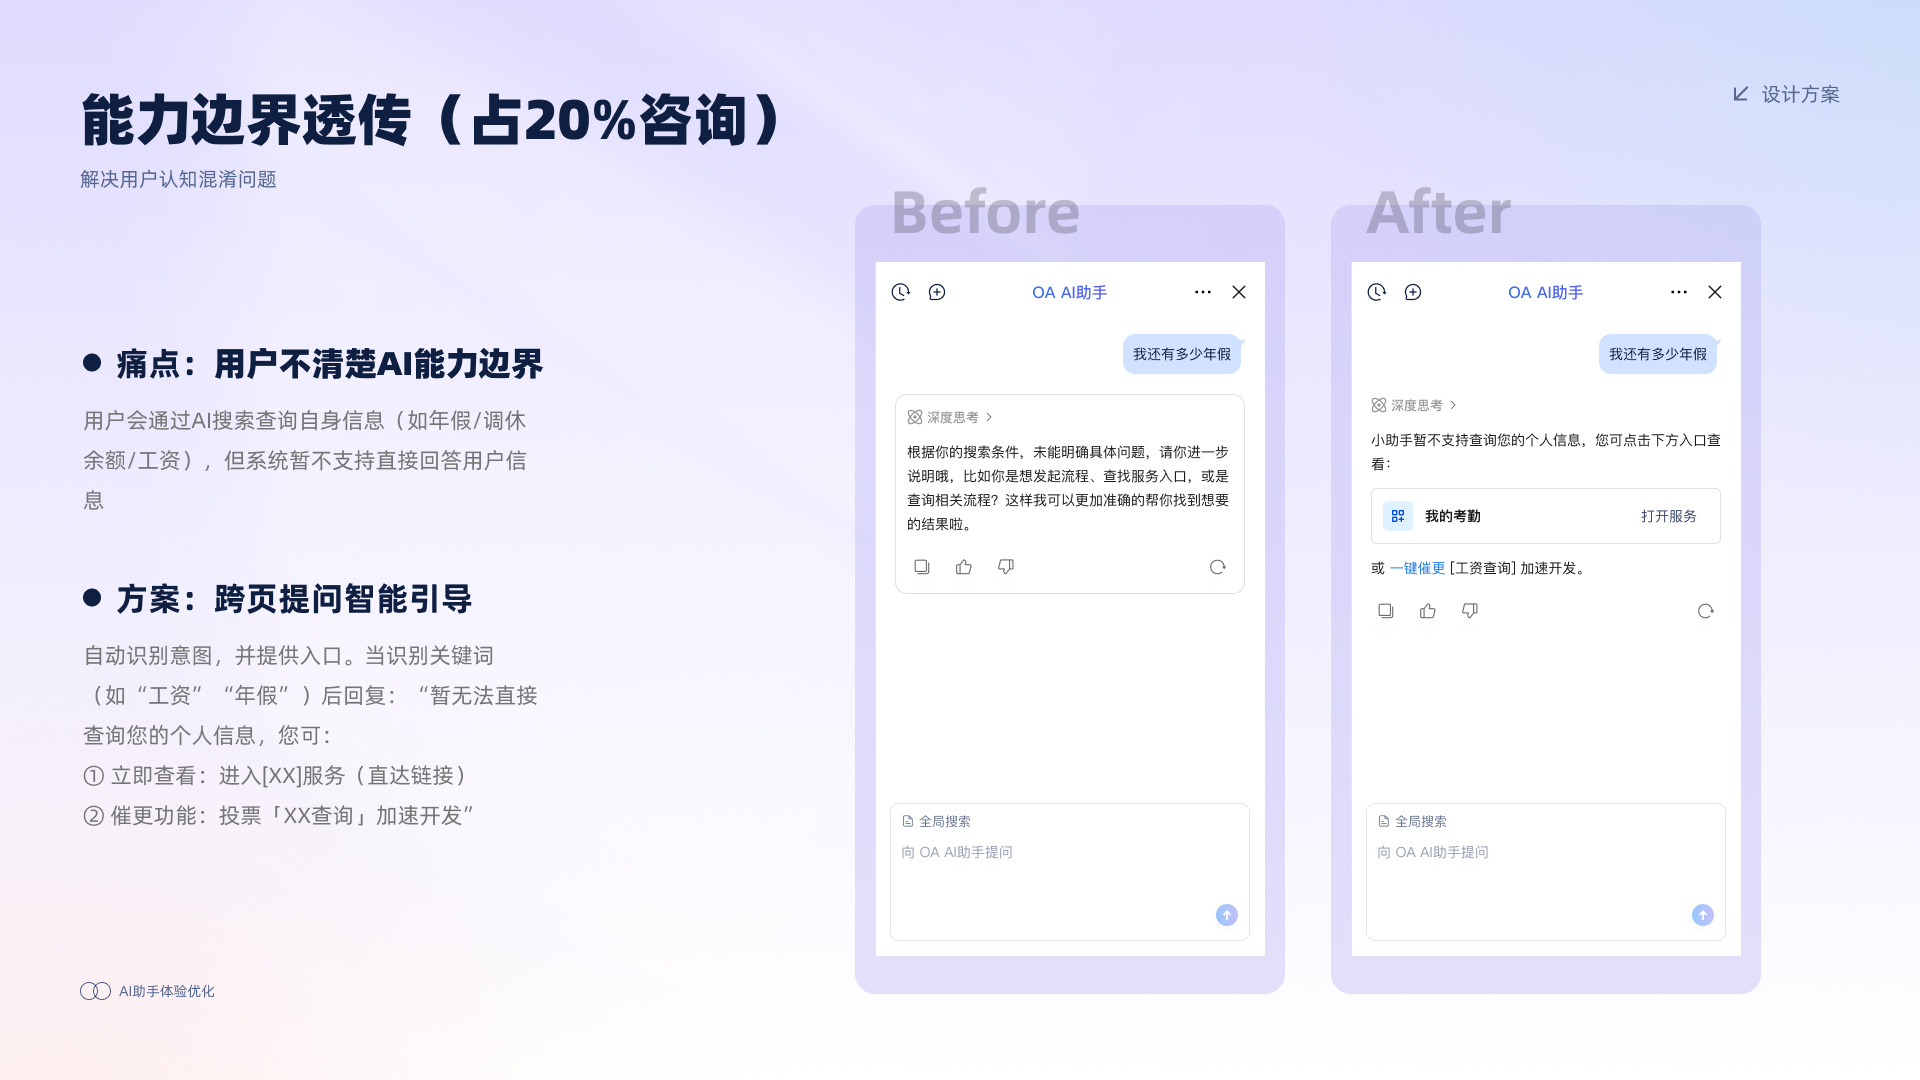 能力边界透传（占20%咨询）
设计方案
解决用户认知混淆问题
痛点：用户不清楚AI能力边界
用户会通过AI搜索查询自身信息（如年假/调休
余额/工资），但系统暂不支持直接回答用户信
息
方案：跨页提问智能引导
自动识别意图，并提供入口。当识别关键词
（如“工资”“年假”）后回复：“暂无法直接
查询您的个人信息，您可：
① 立即查看：进入[XX]服务（直达链接）
② 催更功能：投票「XX查询」加速开发”
AI助手体验优化
Before
OA AI助手
我还有多少年假
深度思考
根据你的搜索条件，未能明确具体问题，请你进一步
说明哦，比如你是想发起流程、查找服务入口，或是
查询相关流程？这样我可以更加准确的帮你找到想要
的结果啦。
全局搜索
向 OA AI助手提问
After
OA AI助手
我还有多少年假
深度思考
小助手暂不支持查询您的个人信息，您可点击下方入口查
看：
我的考勤 打开服务
或 一键催更 [工资查询] 加速开发。
全局搜索
向 OA AI助手提问